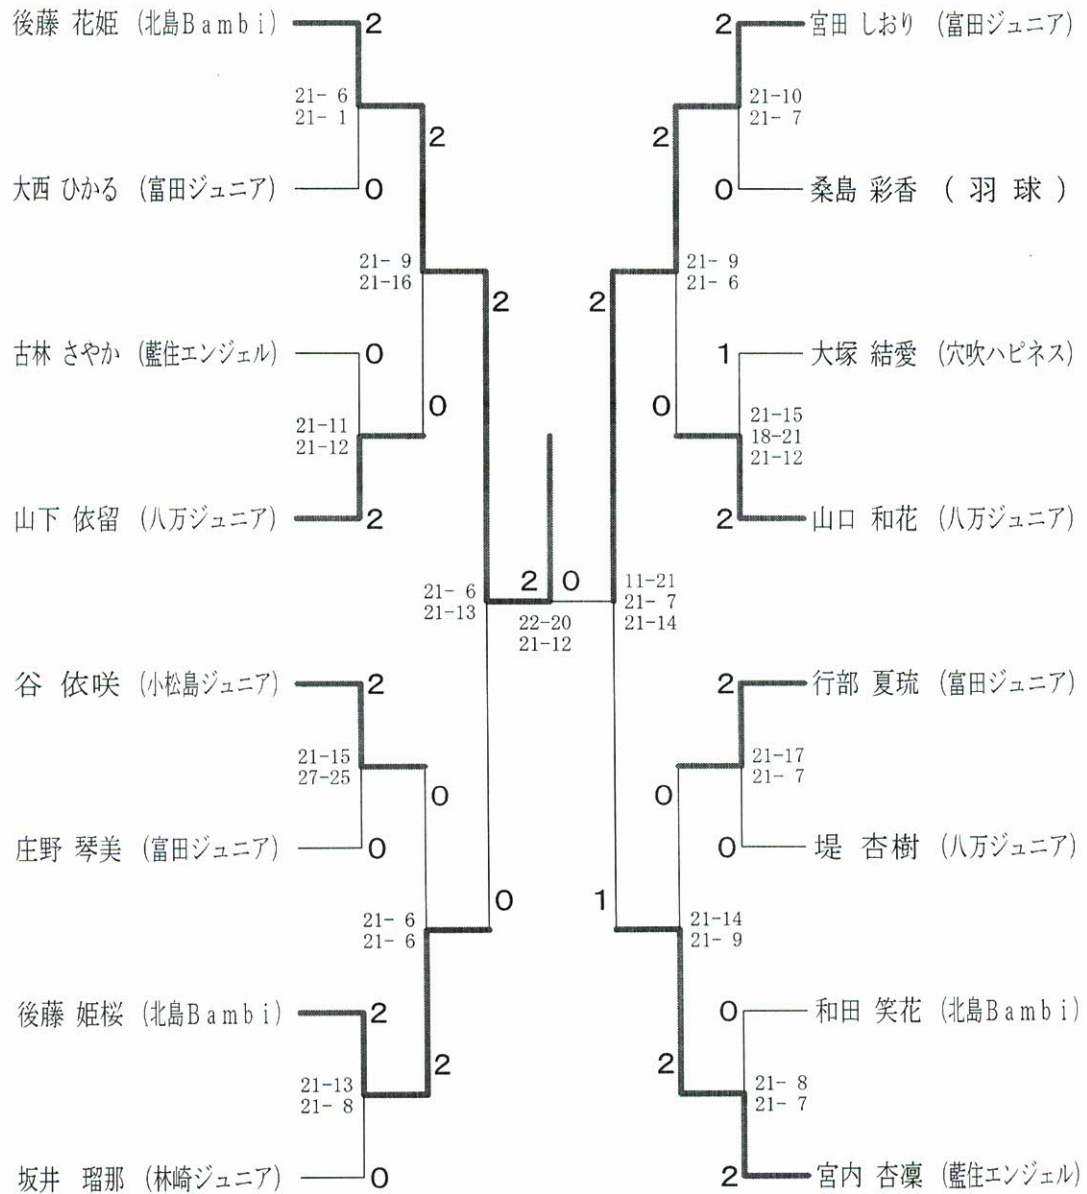 後藤 花姫 (北島Bambi) 2
21- 6
21- 1
大西 ひかる (富田ジュニア) 0
2
21- 9
21-16
古林 さやか (藍住エンジェル) 0
0
21-11
21-12
山下 依留 (八万ジュニア) 2
2
21- 6
21-13
谷 依咲 (小松島ジュニア) 2
21-15
27-25
庄野 琴美 (富田ジュニア) 0
0
21- 6
21- 6
0
後藤 姫桜 (北島Bambi) 2
2
21-13
21- 8
坂井 瑠那 (林崎ジュニア) 0
2 0
22-20
21-12
2 宮田 しおり (富田ジュニア)
21-10
21- 7
0 桑島 彩香 (羽 球)
2
21- 9
21- 6
1 大塚 結愛 (穴吹ハピネス)
0
21-15
18-21
21-12
2 山口 和花 (八万ジュニア)
2
11-21
21- 7
21-14
2 行部 夏琉 (富田ジュニア)
21-17
21- 7
0 堤 杏樹 (八万ジュニア)
0
21-14
21- 9
1
0 和田 笑花 (北島Bambi)
2
21- 8
21- 7
2 宮内 杏凜 (藍住エンジェル)